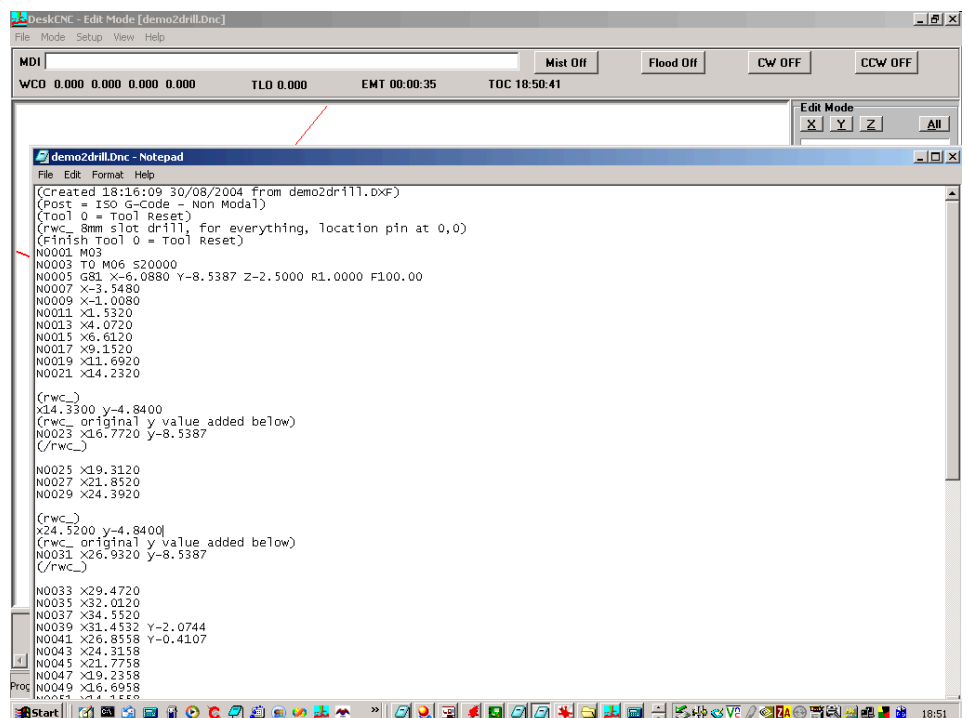 DeskCNC - Edit Mode [demo2drill.Dnc]
File Mode Setup View Help
MDI
Mist Off
Flood Off
CW OFF
CCW OFF
WCO 0.000 0.000 0.000 0.000
TLO 0.000
EMT 00:00:35
TOC 18:50:41
Edit Mode
X Y Z All
demo2drill.Dnc - Notepad
File Edit Format Help
(Created 18:16:09 30/08/2004 from demo2drill.DXF)
(Post = ISO G-Code - Non Modal)
(Tool 0 = Tool Reset)
(rwc_ 8mm slot drill, for everything, location pin at 0,0)
(Finish Tool 0 = Tool Reset)
N0001 M03
N0003 T0 M06 S20000
N0005 G81 X-6.0880 Y-8.5387 Z-2.5000 R1.0000 F100.00
N0007 X-3.5480
N0009 X-1.0080
N0011 X1.5320
N0013 X4.0720
N0015 X6.6120
N0017 X9.1520
N0019 X11.6920
N0021 X14.2320
(rwc_)
x14.3300 y-4.8400
(rwc_ original y value added below)
N0023 X16.7720 y-8.5387
(/rwc_)
N0025 X19.3120
N0027 X21.8520
N0029 X24.3920
(rwc_)
x24.5200 y-4.8400
(rwc_ original y value added below)
N0031 X26.9320 y-8.5387
(/rwc_)
N0033 X29.4720
N0035 X32.0120
N0037 X34.5520
N0039 X31.4532 Y-2.0744
N0041 X26.8558 Y-0.4107
N0043 X24.3158
N0045 X21.7758
N0047 X19.2358
Prog
N0049 X16.6958
N0051 X14.1558
Start
18:51